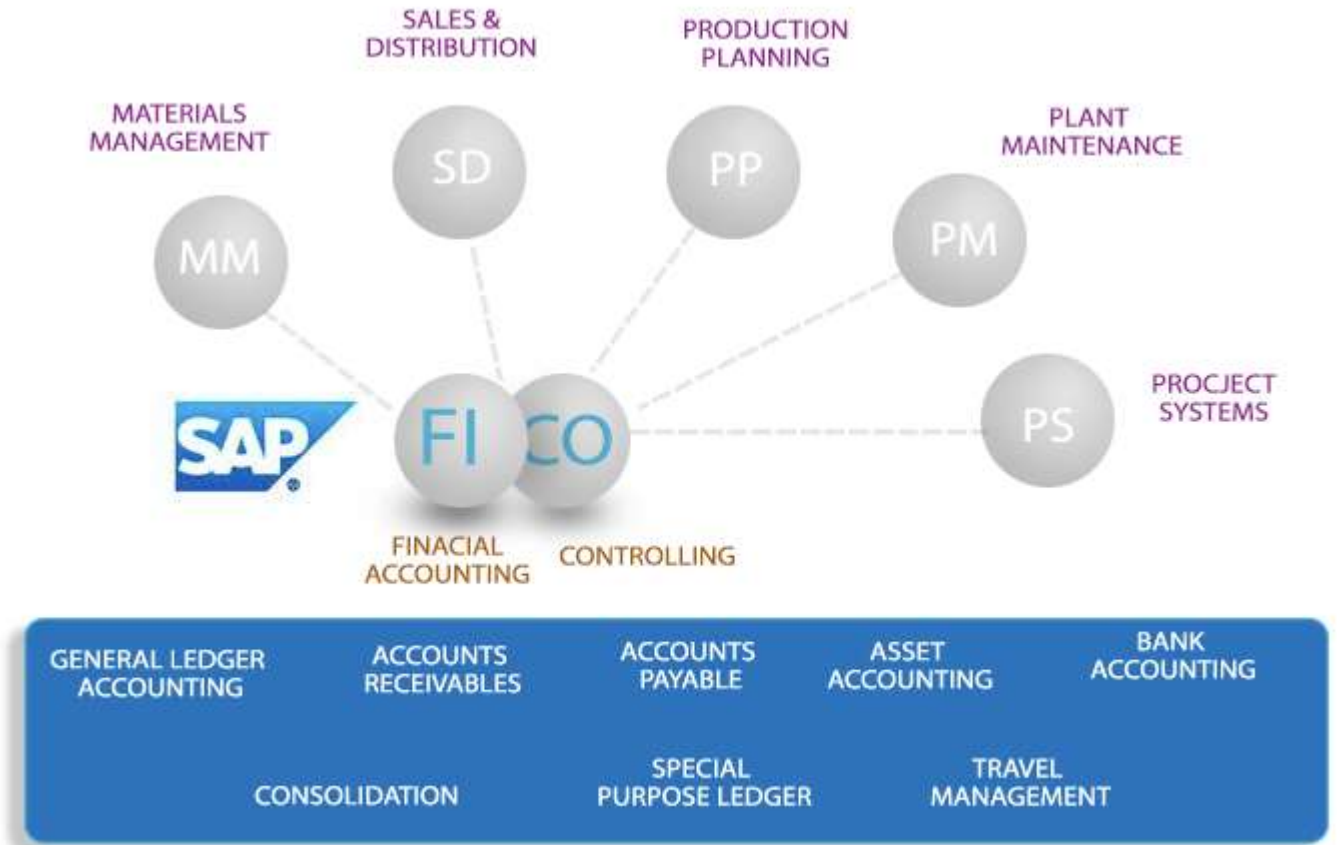 SALES &
DISTRIBUTION
PRODUCTION
PLANNING
MATERIALS
MANAGEMENT
PLANT
MAINTENANCE
SD
PP
MM
PM
PROCJECT
SYSTEMS
SAP
FI
CO
PS
FINACIAL
ACCOUNTING
CONTROLLING
GENERAL LEDGER
ACCOUNTING
ACCOUNTS
RECEIVABLES
ACCOUNTS
PAYABLE
ASSET
ACCOUNTING
BANK
ACCOUNTING
CONSOLIDATION
SPECIAL
PURPOSE LEDGER
TRAVEL
MANAGEMENT